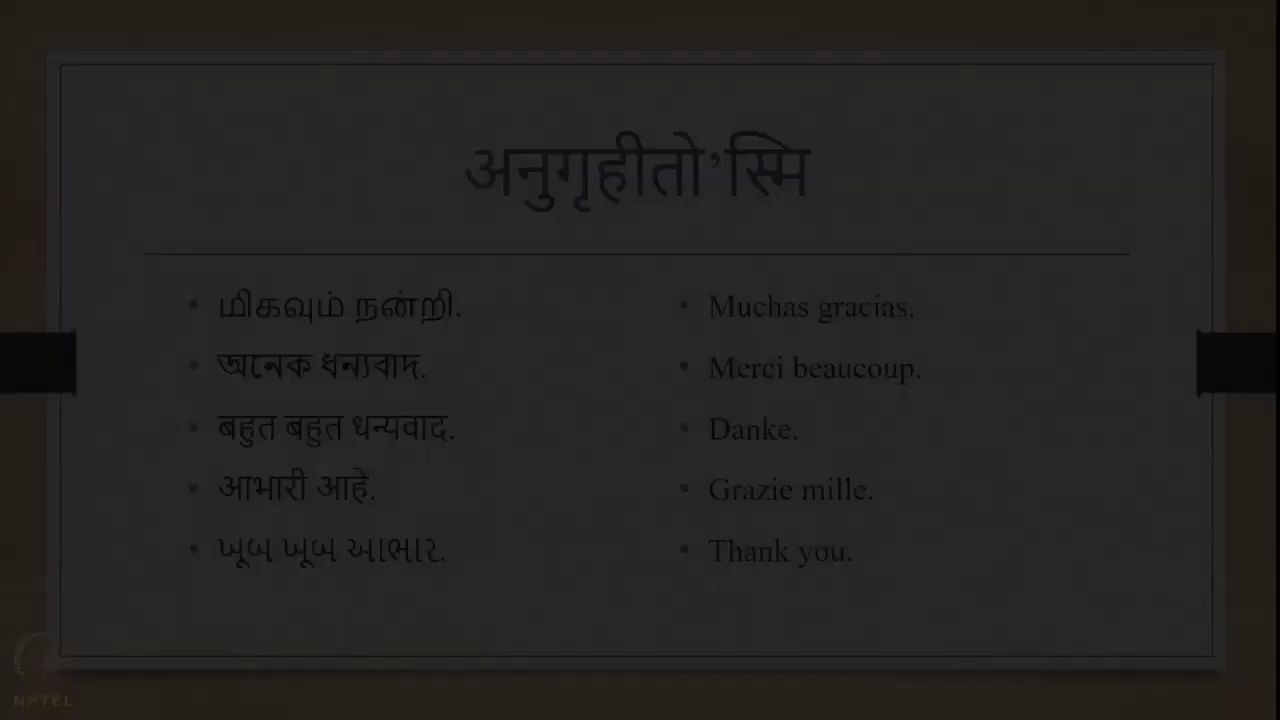 अनुगृहीतो’स्मि
மிகவும் நன்றி.
অনেক ধন্যবাদ.
बहुत बहुत धन्यवाद.
आभारी आहे.
ખૂબ ખૂબ આભાર.
Muchas gracias.
Merci beaucoup.
Danke.
Grazie mille.
Thank you.
NPTEL